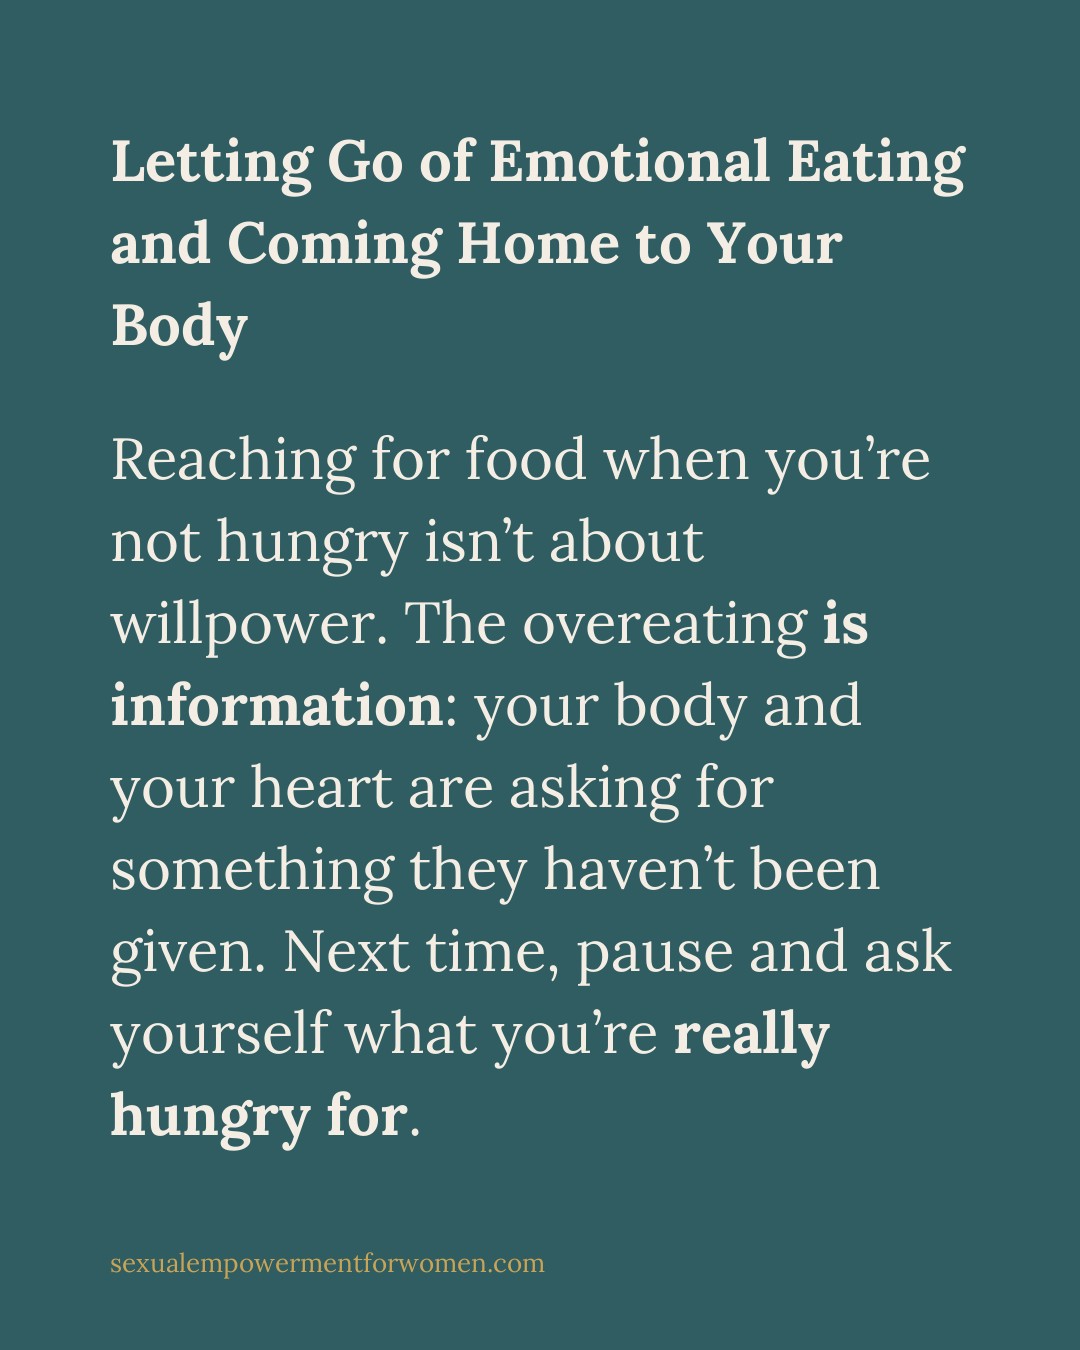 Letting Go of Emotional Eating
and Coming Home to Your
Body
Reaching for food when you’re
not hungry isn’t about
willpower. The overeating is
information: your body and
your heart are asking for
something they haven’t been
given. Next time, pause and ask
yourself what you’re really
hungry for.
sexualempowermentforwomen.com